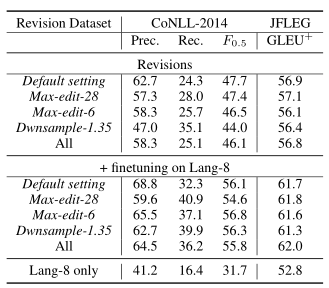 Revision Dataset CoNLL-2014 JFLEG
Prec. Rec. F0.5 GLEU+
Revisions
Default setting 62.7 24.3 47.7 56.9
Max-edit-28 57.3 28.0 47.4 57.1
Max-edit-6 58.3 25.7 46.5 56.1
Dwnsample-1.35 47.0 35.1 44.0 56.4
All 58.3 25.1 46.1 56.8
+ finetuning on Lang-8
Default setting 68.8 32.3 56.1 61.7
Max-edit-28 59.6 40.9 54.6 61.8
Max-edit-6 65.5 37.1 56.8 61.6
Dwnsample-1.35 62.7 39.9 56.3 61.3
All 64.5 36.2 55.8 62.0
Lang-8 only 41.2 16.4 31.7 52.8